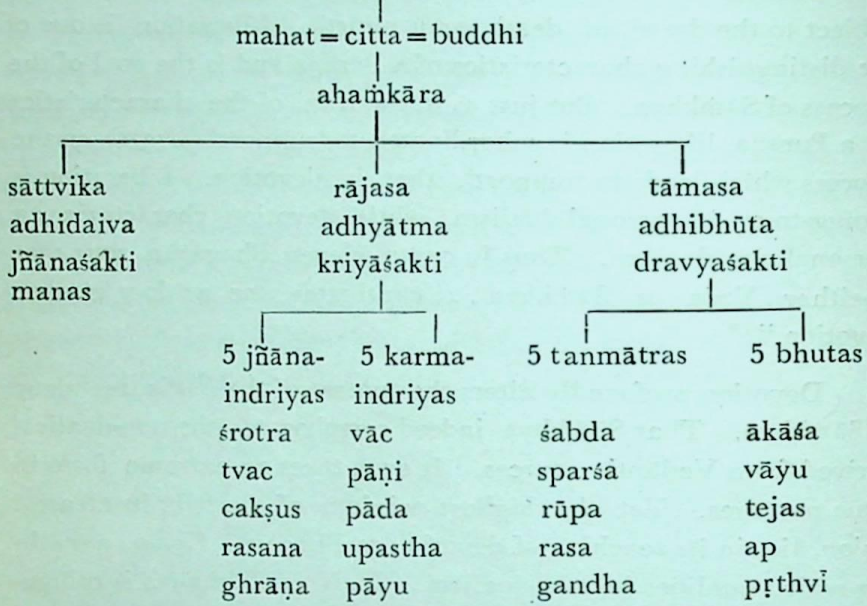 mahat = citta = buddhi
ahaṁkāra
sāttvika rājasa tāmasa
adhidaiva adhyātma adhibhūta
jñānaśakti kriyāśakti dravyaśakti
manas
5 jñāna- 5 karma- 5 tanmātras 5 bhutas
indriyas indriyas
śrotra vāc śabda ākāśa
tvac pāṇi sparśa vāyu
cakṣus pāda rūpa tejas
rasana upastha rasa ap
ghrāṇa pāyu gandha pṛthvī